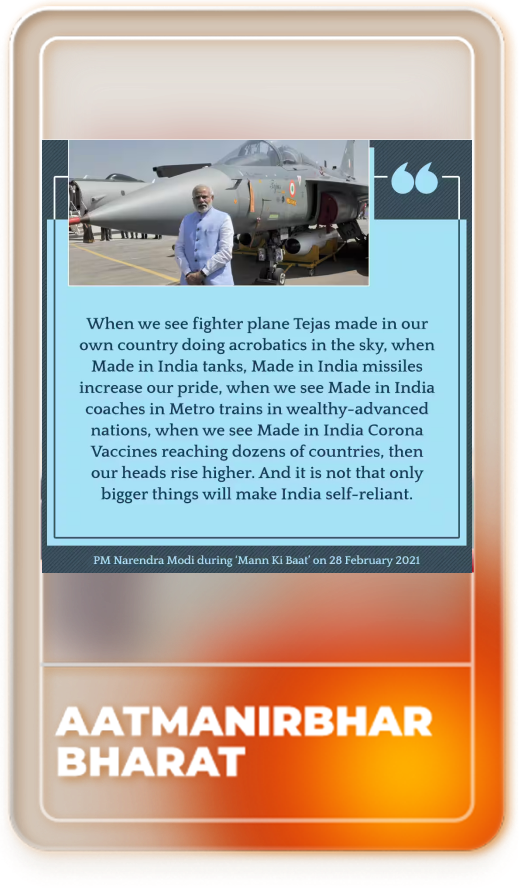 “
When we see fighter plane Tejas made in our
own country doing acrobatics in the sky, when
Made in India tanks, Made in India missiles
increase our pride, when we see Made in India
coaches in Metro trains in wealthy-advanced
nations, when we see Made in India Corona
Vaccines reaching dozens of countries, then
our heads rise higher. And it is not that only
bigger things will make India self-reliant.
PM Narendra Modi during ‘Mann Ki Baat’ on 28 February 2021
AATMANIRBHAR
BHARAT